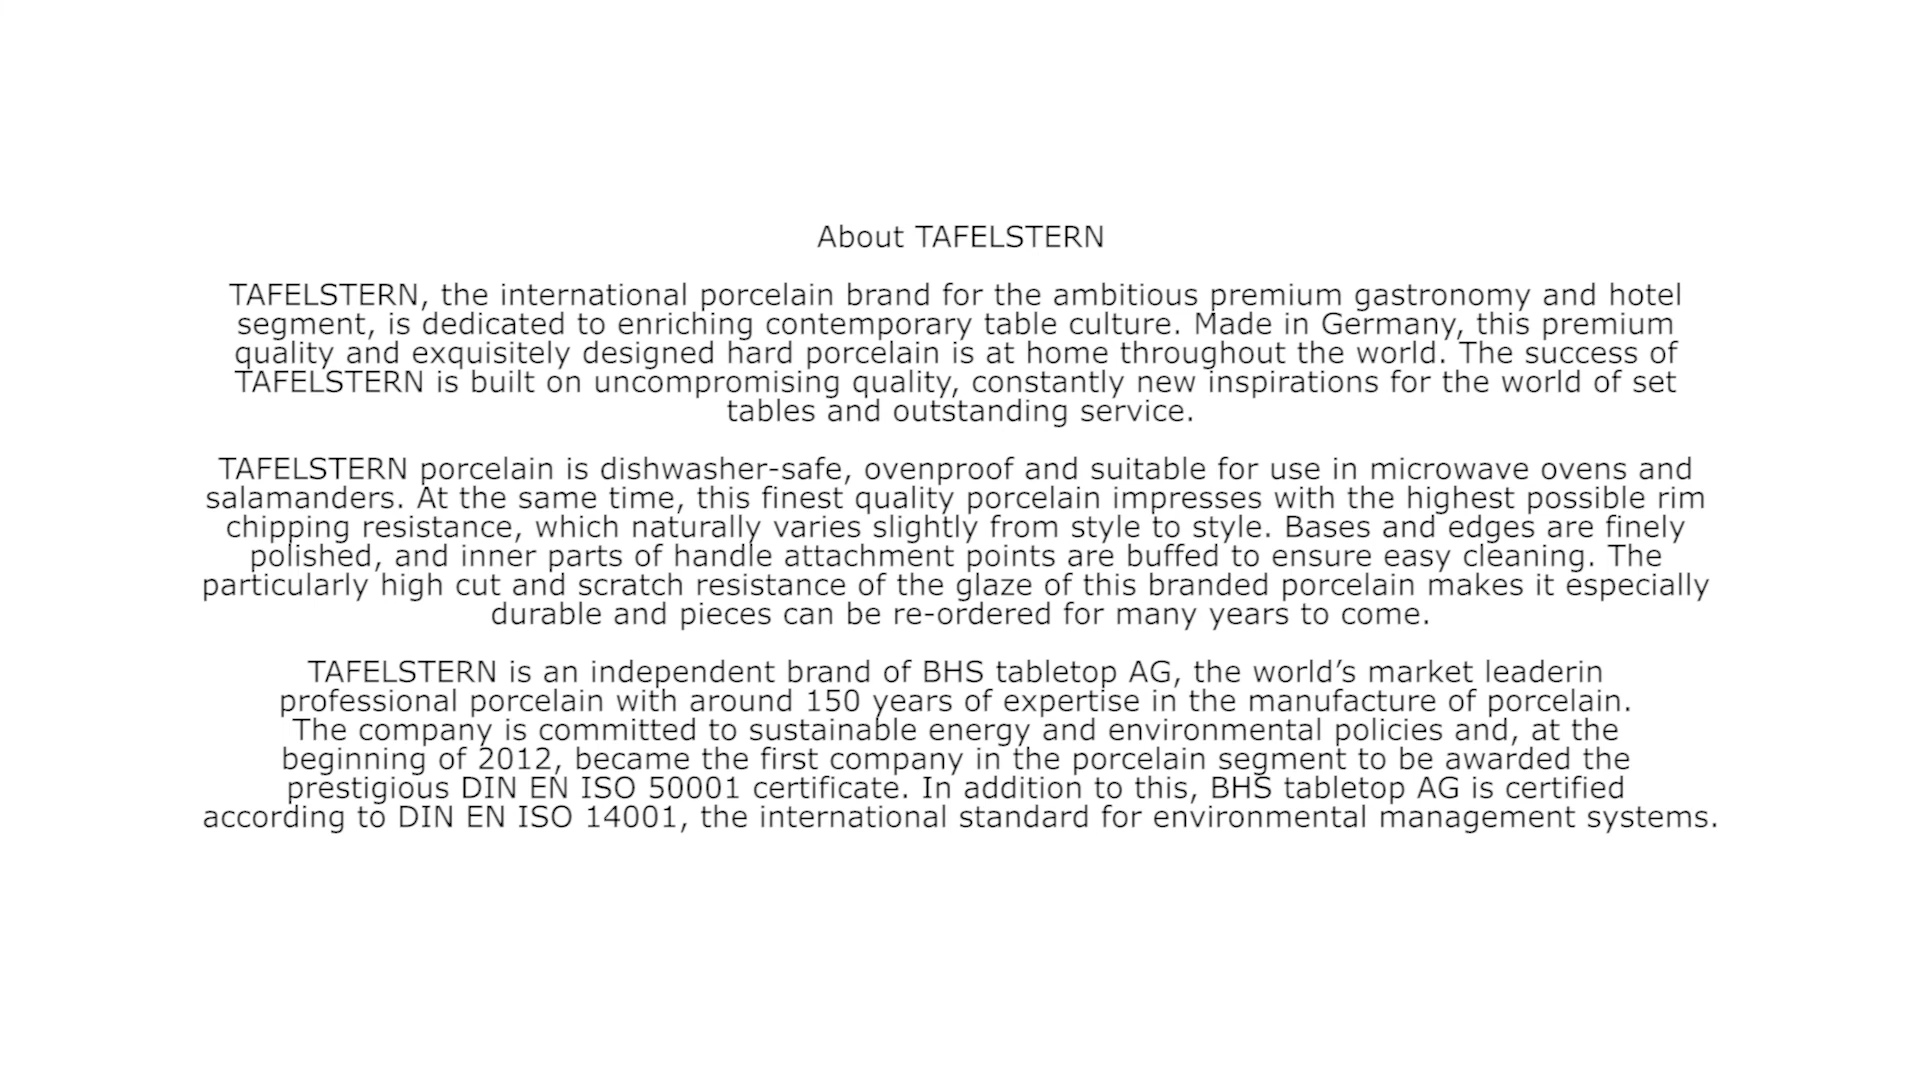 About TAFELSTERN
TAFELSTERN, the international porcelain brand for the ambitious premium gastronomy and hotel
segment, is dedicated to enriching contemporary table culture. Made in Germany, this premium
quality and exquisitely designed hard porcelain is at home throughout the world. The success of
TAFELSTERN is built on uncompromising quality, constantly new inspirations for the world of set
tables and outstanding service.
TAFELSTERN porcelain is dishwasher-safe, ovenproof and suitable for use in microwave ovens and
salamanders. At the same time, this finest quality porcelain impresses with the highest possible rim
chipping resistance, which naturally varies slightly from style to style. Bases and edges are finely
polished, and inner parts of handle attachment points are buffed to ensure easy cleaning. The
particularly high cut and scratch resistance of the glaze of this branded porcelain makes it especially
durable and pieces can be re-ordered for many years to come.
TAFELSTERN is an independent brand of BHS tabletop AG, the world’s market leaderin
professional porcelain with around 150 years of expertise in the manufacture of porcelain.
The company is committed to sustainable energy and environmental policies and, at the
beginning of 2012, became the first company in the porcelain segment to be awarded the
prestigious DIN EN ISO 50001 certificate. In addition to this, BHS tabletop AG is certified
according to DIN EN ISO 14001, the international standard for environmental management systems.